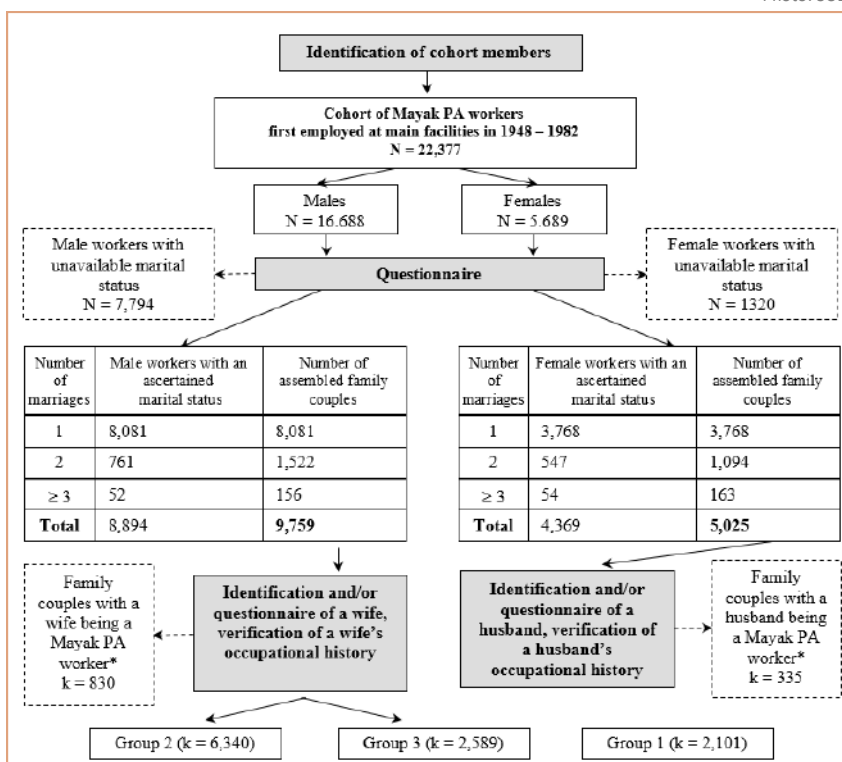 Identification of cohort members
Cohort of Mayak PA workers
first employed at main facilities in 1948 – 1982
N = 22,377
Males
N = 16.688
Females
N = 5.689
Male workers with
unavailable marital
status
N = 7,794
Questionnaire
Female workers with
unavailable marital
status
N = 1320
Number
of
marriages
Male workers with an
ascertained
marital status
Number of
assembled family
couples
1 8,081 8,081
2 761 1,522
≥ 3 52 156
Total 8,894 9,759
Number
of
marriages
Female workers with an
ascertained
marital status
Number of
assembled family
couples
1 3,768 3,768
2 547 1,094
≥ 3 54 163
Total 4,369 5,025
Family
couples with a
wife being a
Mayak PA
worker*
k = 830
Identification and/or
questionnaire of a wife,
verification of a wife's
occupational history
Identification and/or
questionnaire of a
husband, verification of
a husband's
occupational history
Family
couples with a
husband being
a Mayak PA
worker*
k = 335
Group 2 (k = 6,340)
Group 3 (k = 2,589)
Group 1 (k = 2,101)